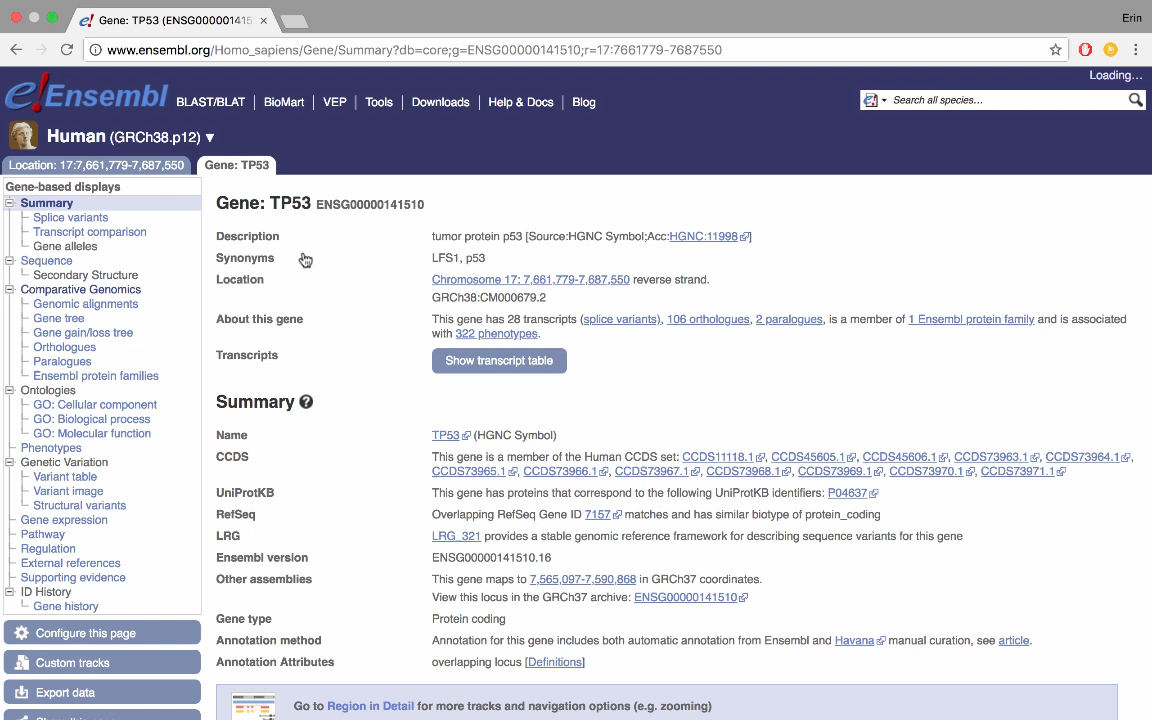 Gene: TP53 (ENSG0000001415
Erin
www.ensembl.org/Homo_sapiens/Gene/Summary?db=core;g=ENSG00000141510;r=17:7661779-7687550
Loading...
e!Ensembl
BLAST/BLAT | BioMart | VEP | Tools | Downloads | Help & Docs | Blog
Search all species...
Human (GRCh38.p12) ▼
Location: 17:7,661,779-7,687,550
Gene: TP53
Gene-based displays
Summary
Splice variants
Transcript comparison
Gene alleles
Sequence
Secondary Structure
Comparative Genomics
Genomic alignments
Gene tree
Gene gain/loss tree
Orthologues
Paralogues
Ensembl protein families
Ontologies
GO: Cellular component
GO: Biological process
GO: Molecular function
Phenotypes
Genetic Variation
Variant table
Variant image
Structural variants
Gene expression
Pathway
Regulation
External references
Supporting evidence
ID History
Gene history
Configure this page
Custom tracks
Export data
Gene: TP53 ENSG00000141510
Description tumor protein p53 [Source:HGNC Symbol;Acc:HGNC:11998]
Synonyms LFS1, p53
Location Chromosome 17: 7,661,779-7,687,550 reverse strand.
GRCh38:CM000679.2
About this gene This gene has 28 transcripts (splice variants), 106 orthologues, 2 paralogues, is a member of 1 Ensembl protein family and is associated
with 322 phenotypes.
Transcripts Show transcript table
Summary
Name TP53 (HGNC Symbol)
CCDS This gene is a member of the Human CCDS set: CCDS11118.1, CCDS45605.1, CCDS45606.1, CCDS73963.1, CCDS73964.1,
CCDS73965.1, CCDS73966.1, CCDS73967.1, CCDS73968.1, CCDS73969.1, CCDS73970.1, CCDS73971.1
UniProtKB This gene has proteins that correspond to the following UniProtKB identifiers: P04637
RefSeq Overlapping RefSeq Gene ID 7157 matches and has similar biotype of protein_coding
LRG LRG_321 provides a stable genomic reference framework for describing sequence variants for this gene
Ensembl version ENSG00000141510.16
Other assemblies This gene maps to 7,565,097-7,590,868 in GRCh37 coordinates.
View this locus in the GRCh37 archive: ENSG00000141510
Gene type Protein coding
Annotation method Annotation for this gene includes both automatic annotation from Ensembl and Havana manual curation, see article.
Annotation Attributes overlapping locus [Definitions]
Go to Region in Detail for more tracks and navigation options (e.g. zooming)